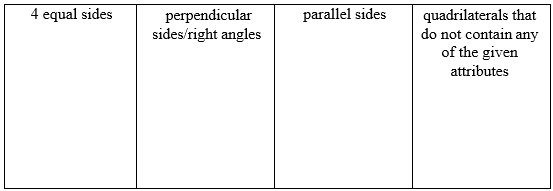 4 equal sides
perpendicular
sides/right angles
parallel sides
quadrilaterals that
do not contain any
of the given
attributes